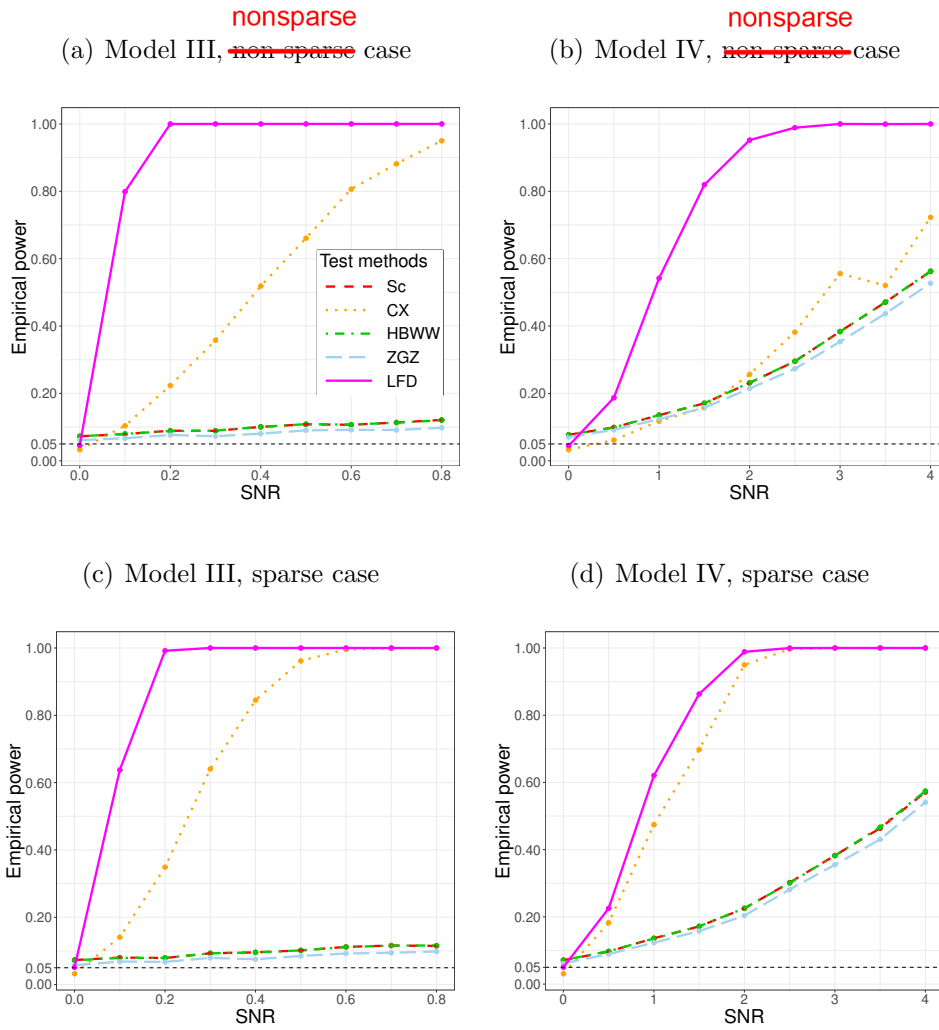 nonsparse
nonsparse
(a) Model III, non-sparse case
(b) Model IV, non-sparse case
1.00
0.80
0.60
0.40
0.20
0.05
0.00
Empirical power
Test methods
Sc
CX
HBWW
ZGZ
LFD
0.0 0.2 0.4 0.6 0.8
SNR
1.00
0.80
0.60
0.40
0.20
0.05
0.00
Empirical power
0 1 2 3 4
SNR
(c) Model III, sparse case
(d) Model IV, sparse case
1.00
0.80
0.60
0.40
0.20
0.05
0.00
Empirical power
0.0 0.2 0.4 0.6 0.8
SNR
1.00
0.80
0.60
0.40
0.20
0.05
0.00
Empirical power
0 1 2 3 4
SNR